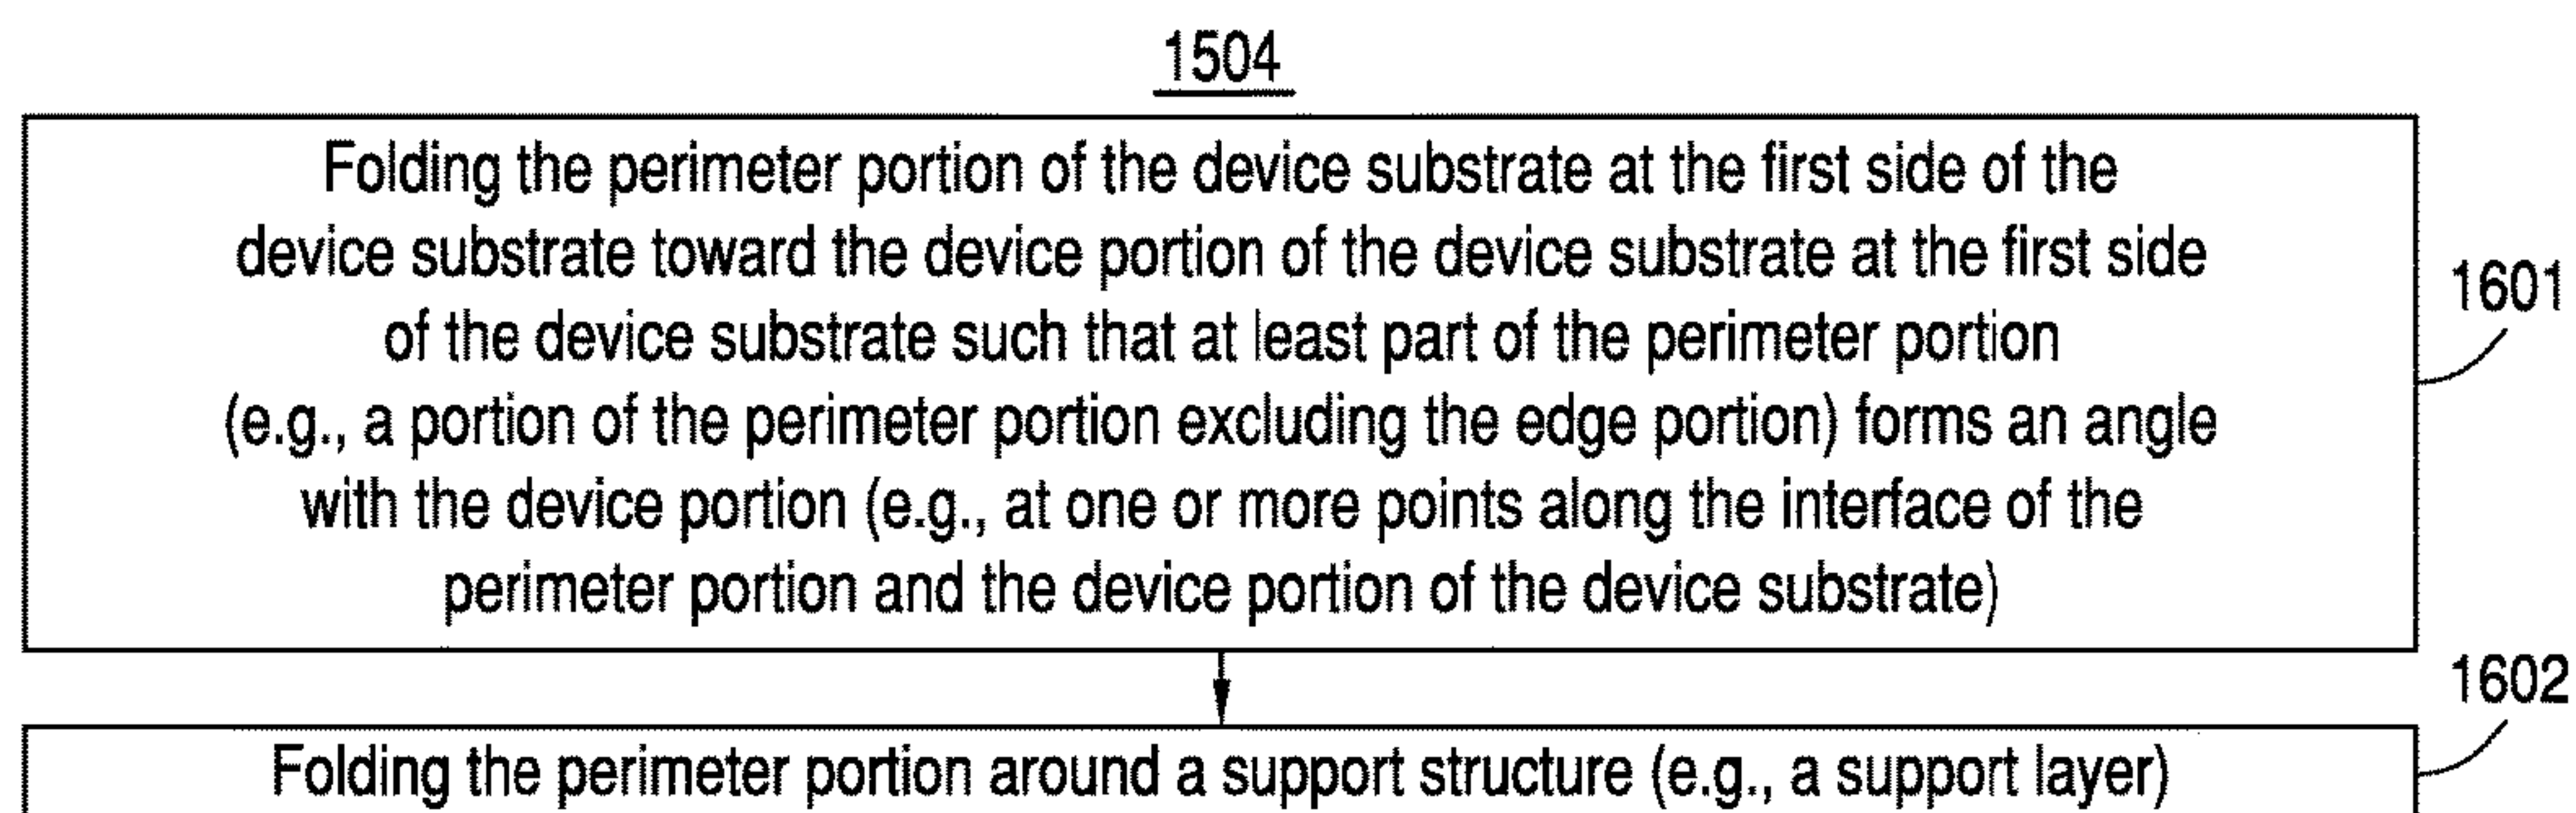 1504
Folding the perimeter portion of the device substrate at the first side of the
device substrate toward the device portion of the device substrate at the first side
of the device substrate such that at least part of the perimeter portion
(e.g., a portion of the perimeter portion excluding the edge portion) forms an angle
with the device portion (e.g., at one or more points along the interface of the
perimeter portion and the device portion of the device substrate)
1601
1602
Folding the perimeter portion around a support structure (e.g., a support layer)